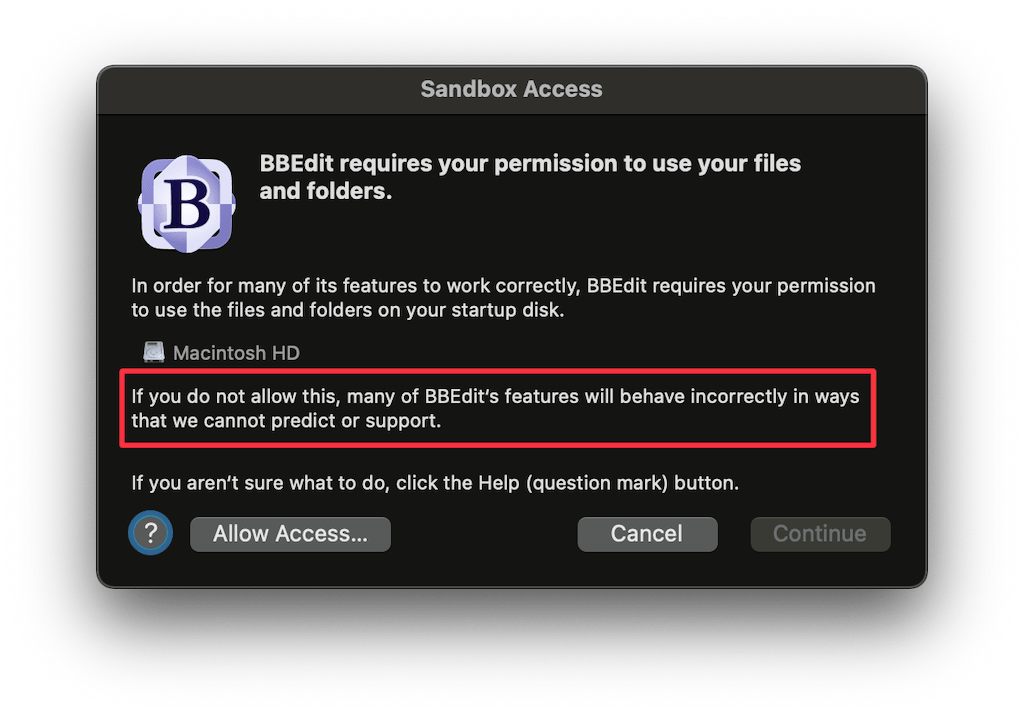 Sandbox Access
B
BBEdit requires your permission to use your files
and folders.
In order for many of its features to work correctly, BBEdit requires your permission
to use the files and folders on your startup disk.
Macintosh HD
If you do not allow this, many of BBEdit’s features will behave incorrectly in ways
that we cannot predict or support.
If you aren’t sure what to do, click the Help (question mark) button.
? Allow Access... Cancel Continue